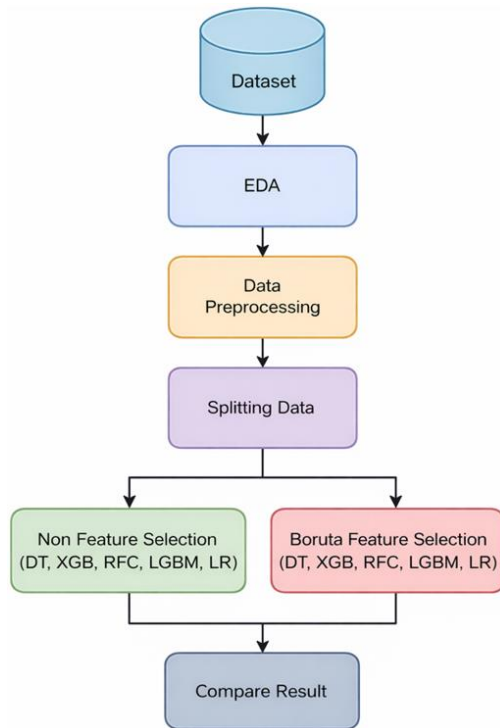 Dataset
EDA
Data
Preprocessing
Splitting Data
Non Feature Selection
(DT, XGB, RFC, LGBM, LR)
Boruta Feature Selection
(DT, XGB, RFC, LGBM, LR)
Compare Result